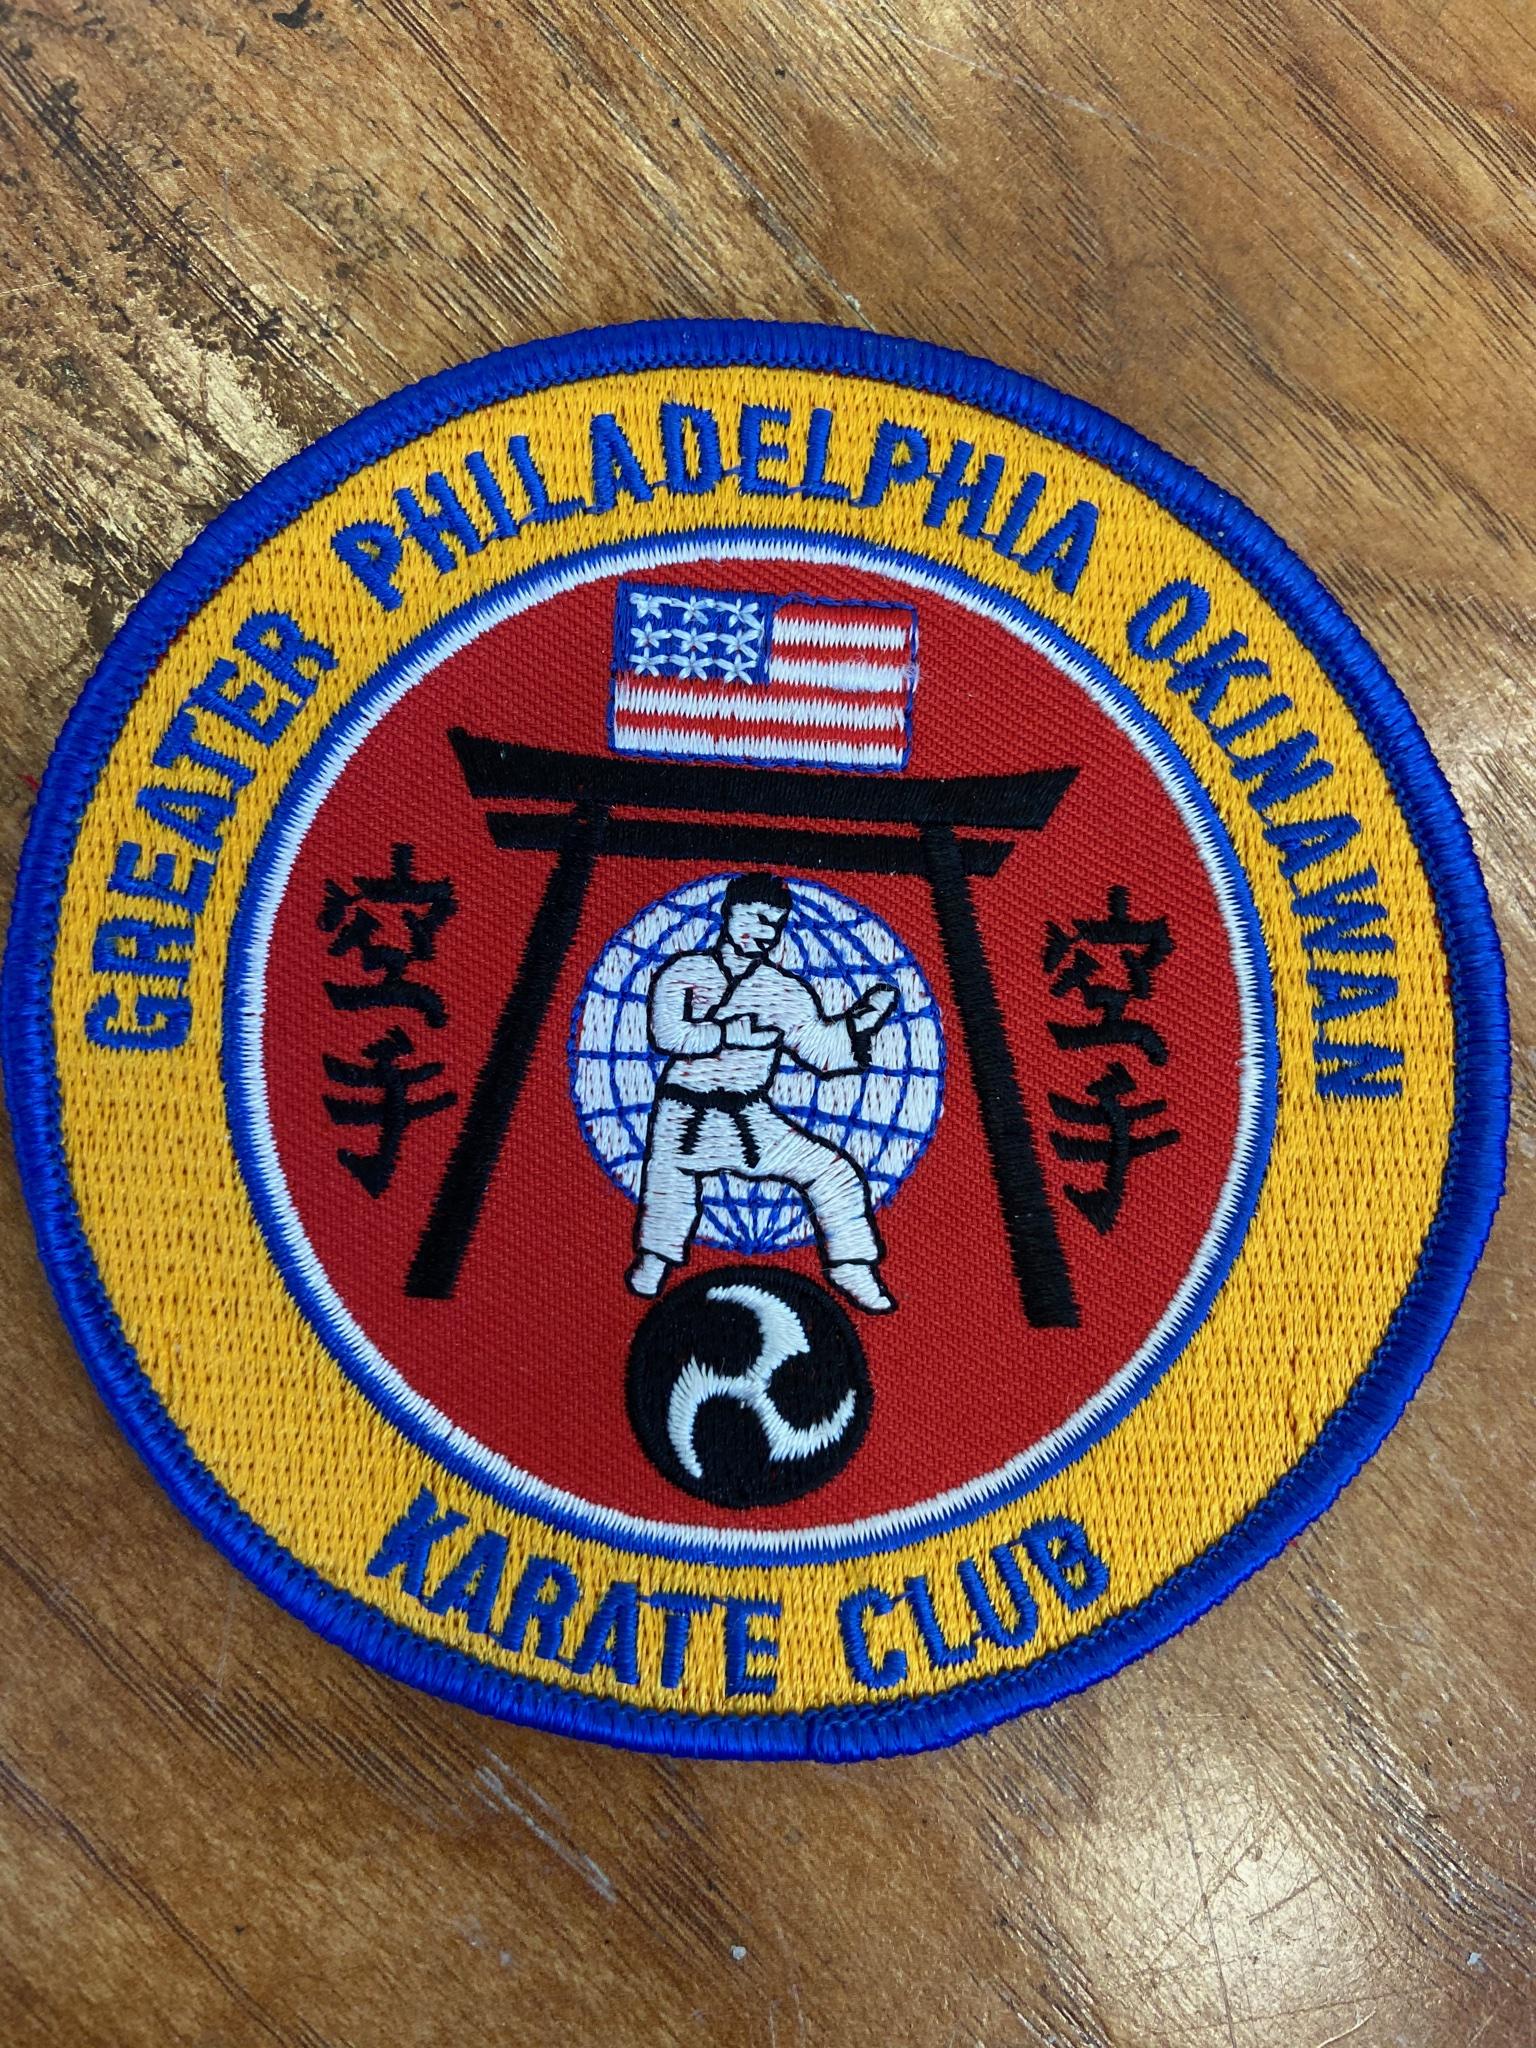 GREATER PHILADELPHIA OKINAWAN
空手
空手
KARATE CLUB